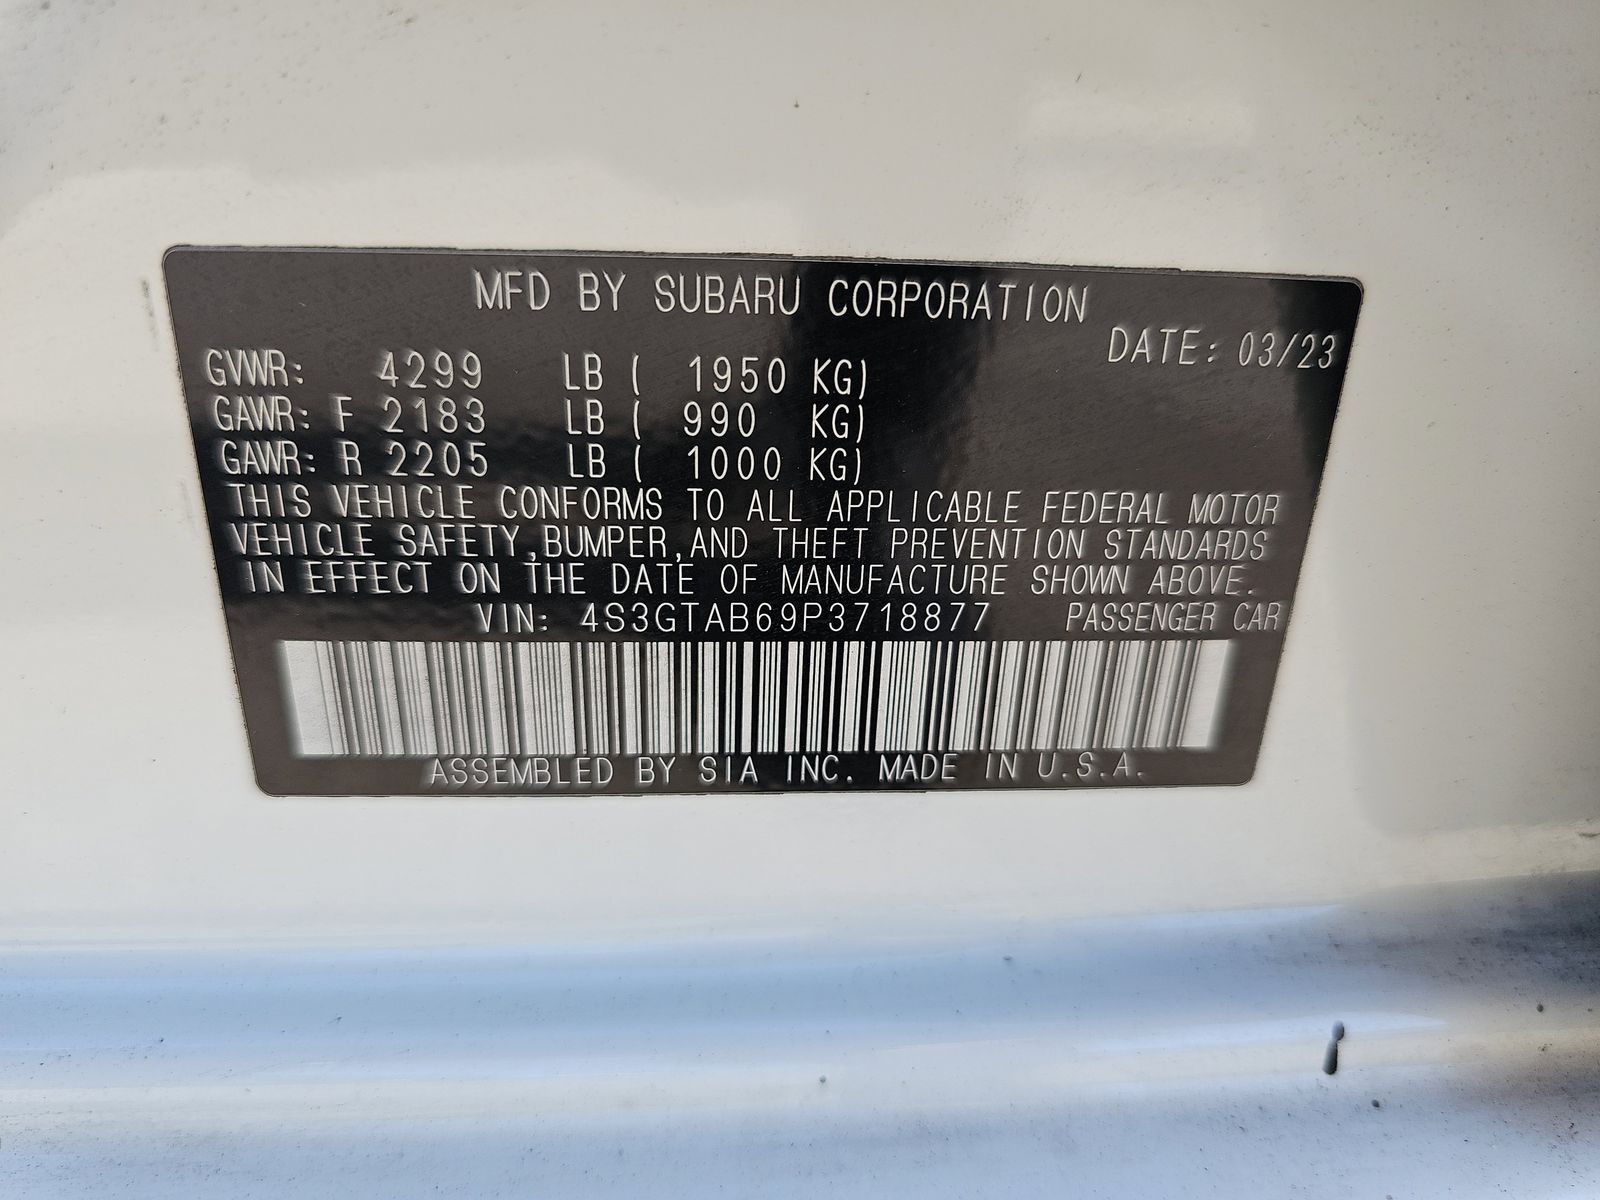 MFD BY SUBARU CORPORATION
DATE: 03/23
GVWR: 4299 LB ( 1950 KG)
GAWR: F 2183 LB ( 990 KG)
GAWR: R 2205 LB ( 1000 KG)
THIS VEHICLE CONFORMS TO ALL APPLICABLE FEDERAL MOTOR
VEHICLE SAFETY,BUMPER,AND THEFT PREVENTION STANDARDS
IN EFFECT ON THE DATE OF MANUFACTURE SHOWN ABOVE.
VIN: 4S3GTAB69P3718877 PASSENGER CAR
ASSEMBLED BY SIA INC. MADE IN U.S.A.